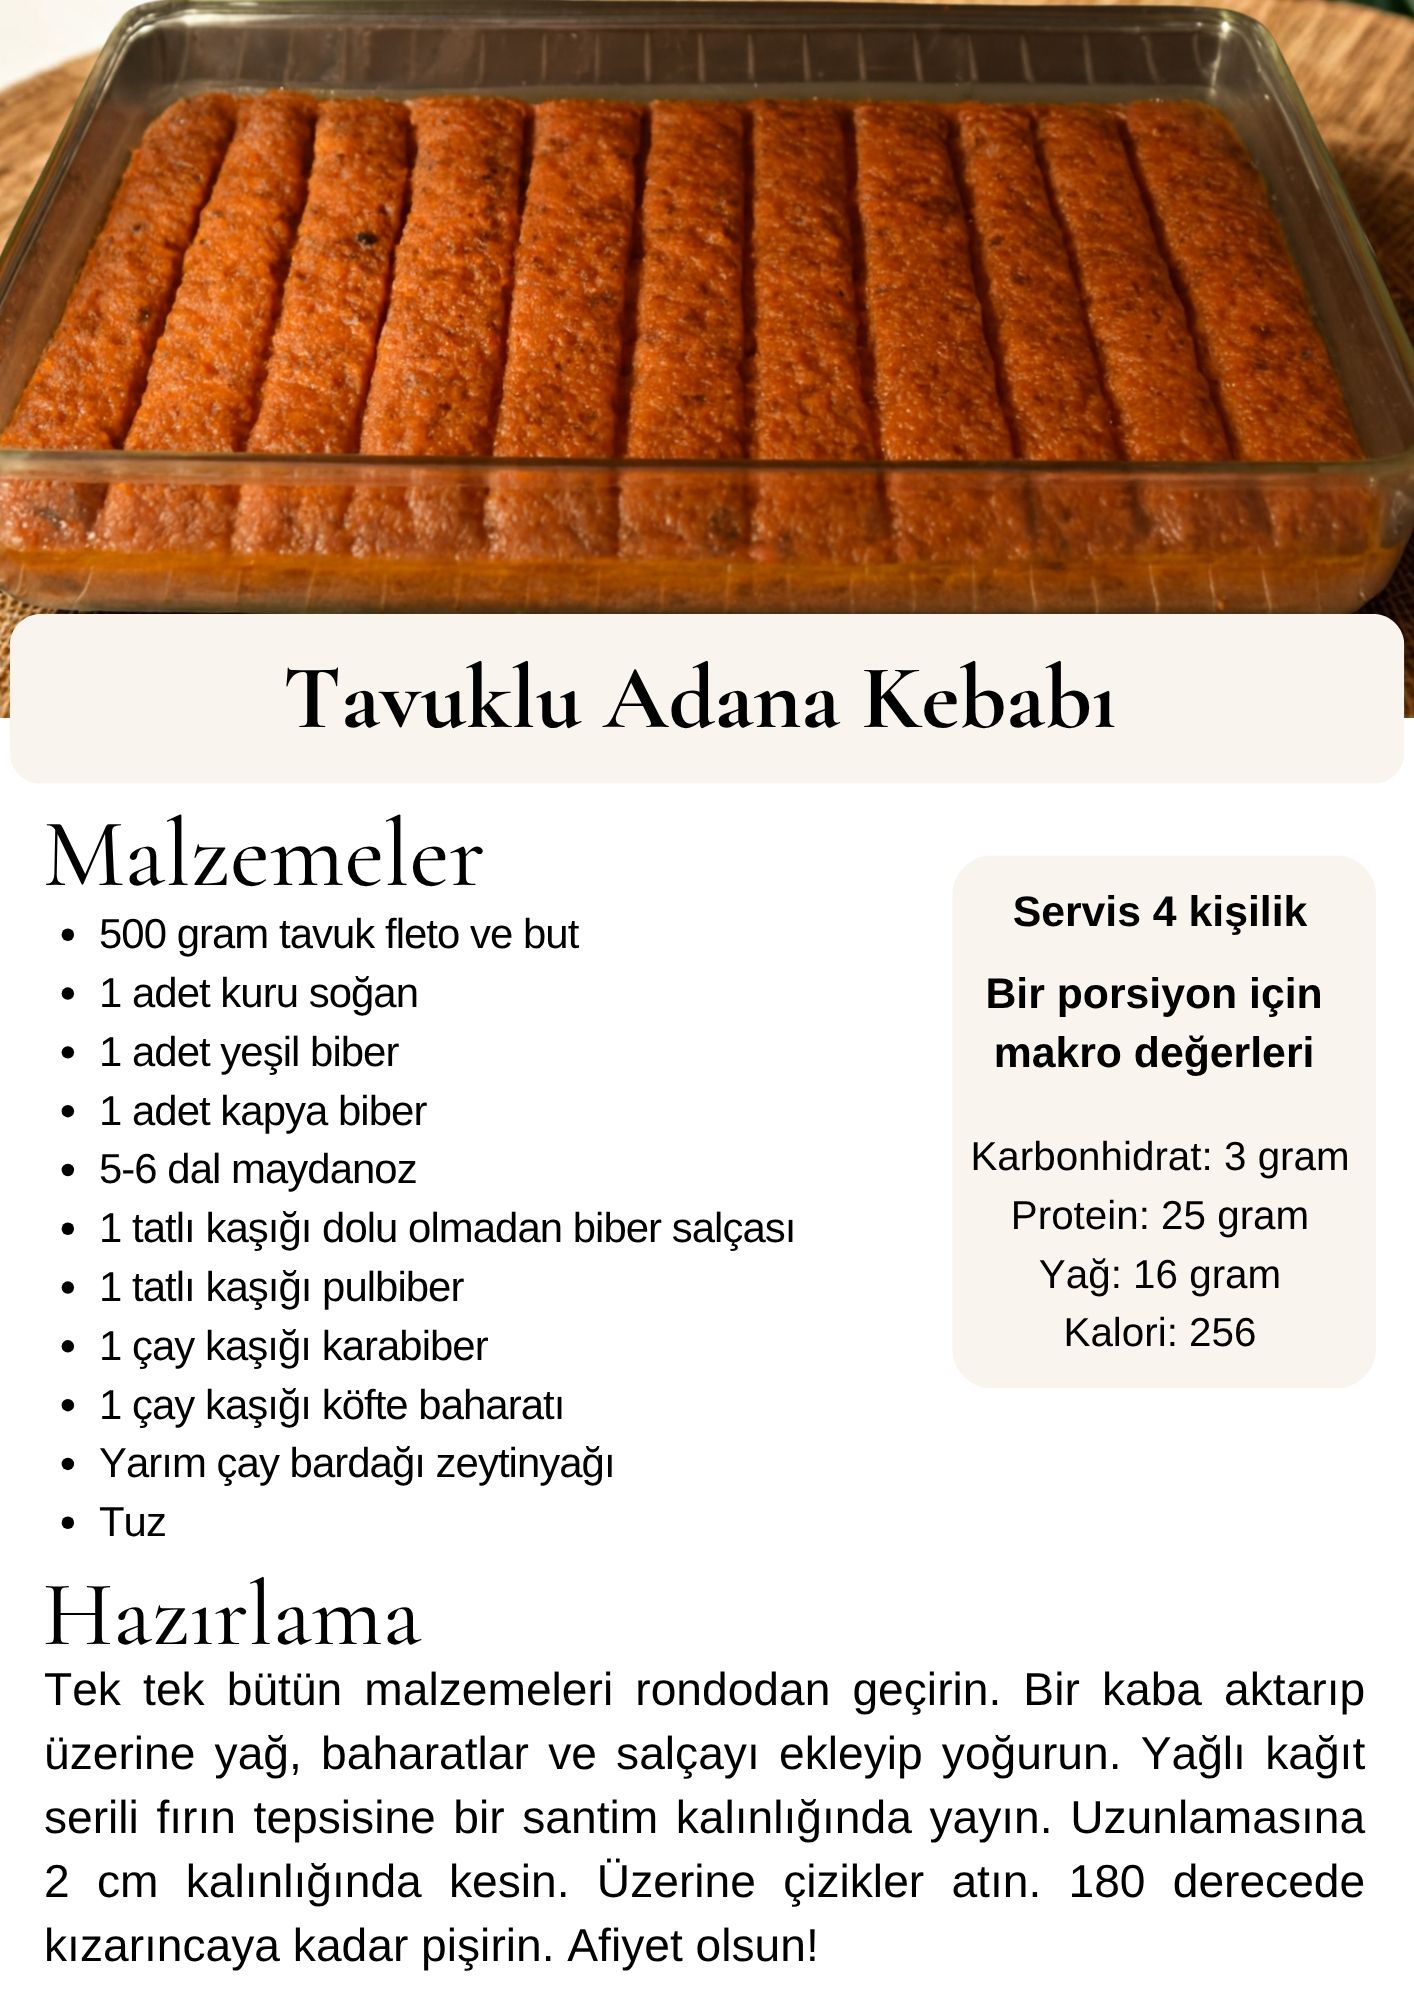 Tavuklu Adana Kebabı
Malzemeler
• 500 gram tavuk fleto ve but
• 1 adet kuru soğan
• 1 adet yeşil biber
• 1 adet kapya biber
• 5-6 dal maydanoz
• 1 tatlı kaşığı dolu olmadan biber salçası
• 1 tatlı kaşığı pulbiber
• 1 çay kaşığı karabiber
• 1 çay kaşığı köfte baharatı
• Yarım çay bardağı zeytinyağı
• Tuz
Servis 4 kişilik
Bir porsiyon için
makro değerleri
Karbonhidrat: 3 gram
Protein: 25 gram
Yağ: 16 gram
Kalori: 256
Hazırlama
Tek tek bütün malzemeleri rondodan geçirin. Bir kaba aktarıp
üzerine yağ, baharatlar ve salçayı ekleyip yoğurun. Yağlı kağıt
serili fırın tepsisine bir santim kalınlığında yayın. Uzunlamasına
2 cm kalınlığında kesin. Üzerine çizikler atın. 180 derecede
kızarıncaya kadar pişirin. Afiyet olsun!